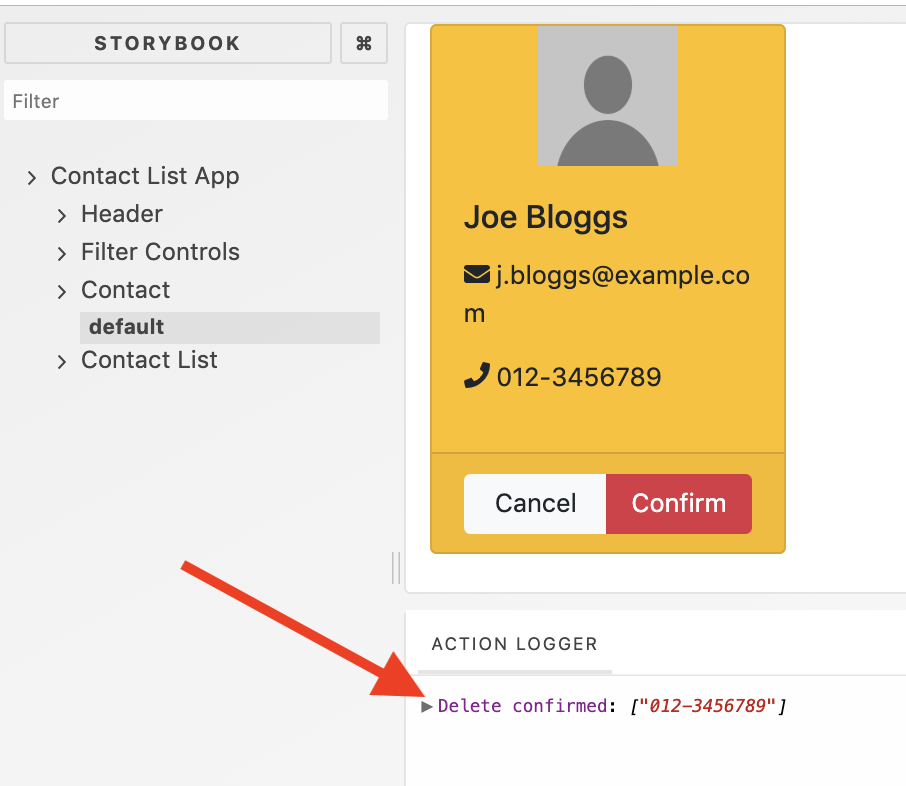 STORYBOOK
⌘
Filter
Contact List App
Header
Filter Controls
Contact
default
Contact List
Joe Bloggs
j.bloggs@example.co
m
012-3456789
Cancel
Confirm
ACTION LOGGER
Delete confirmed: ["012-3456789"]